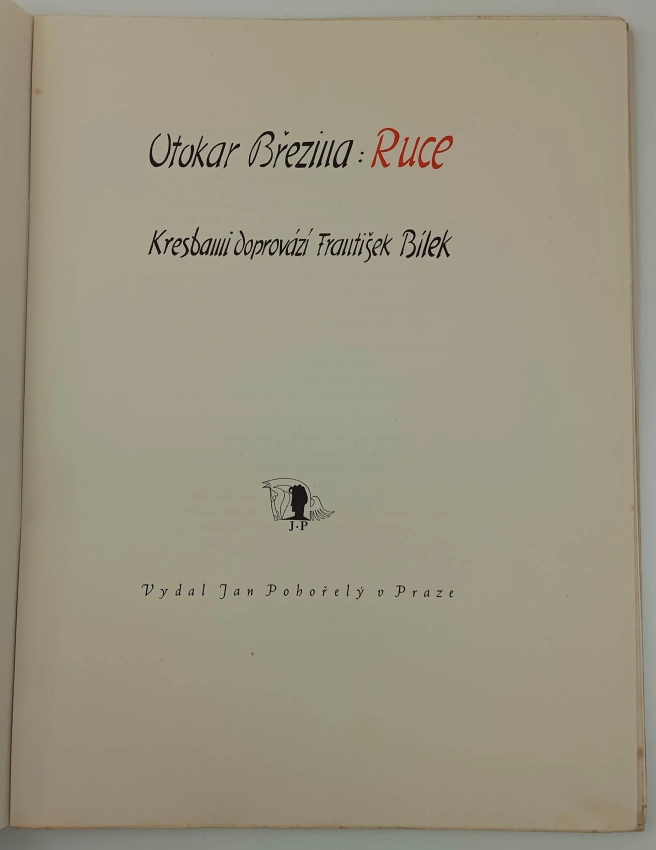 Otokar Březina : Ruce
Kresbami doprovází František Bílek
J·P
Vydal Jan Pohořelý v Praze